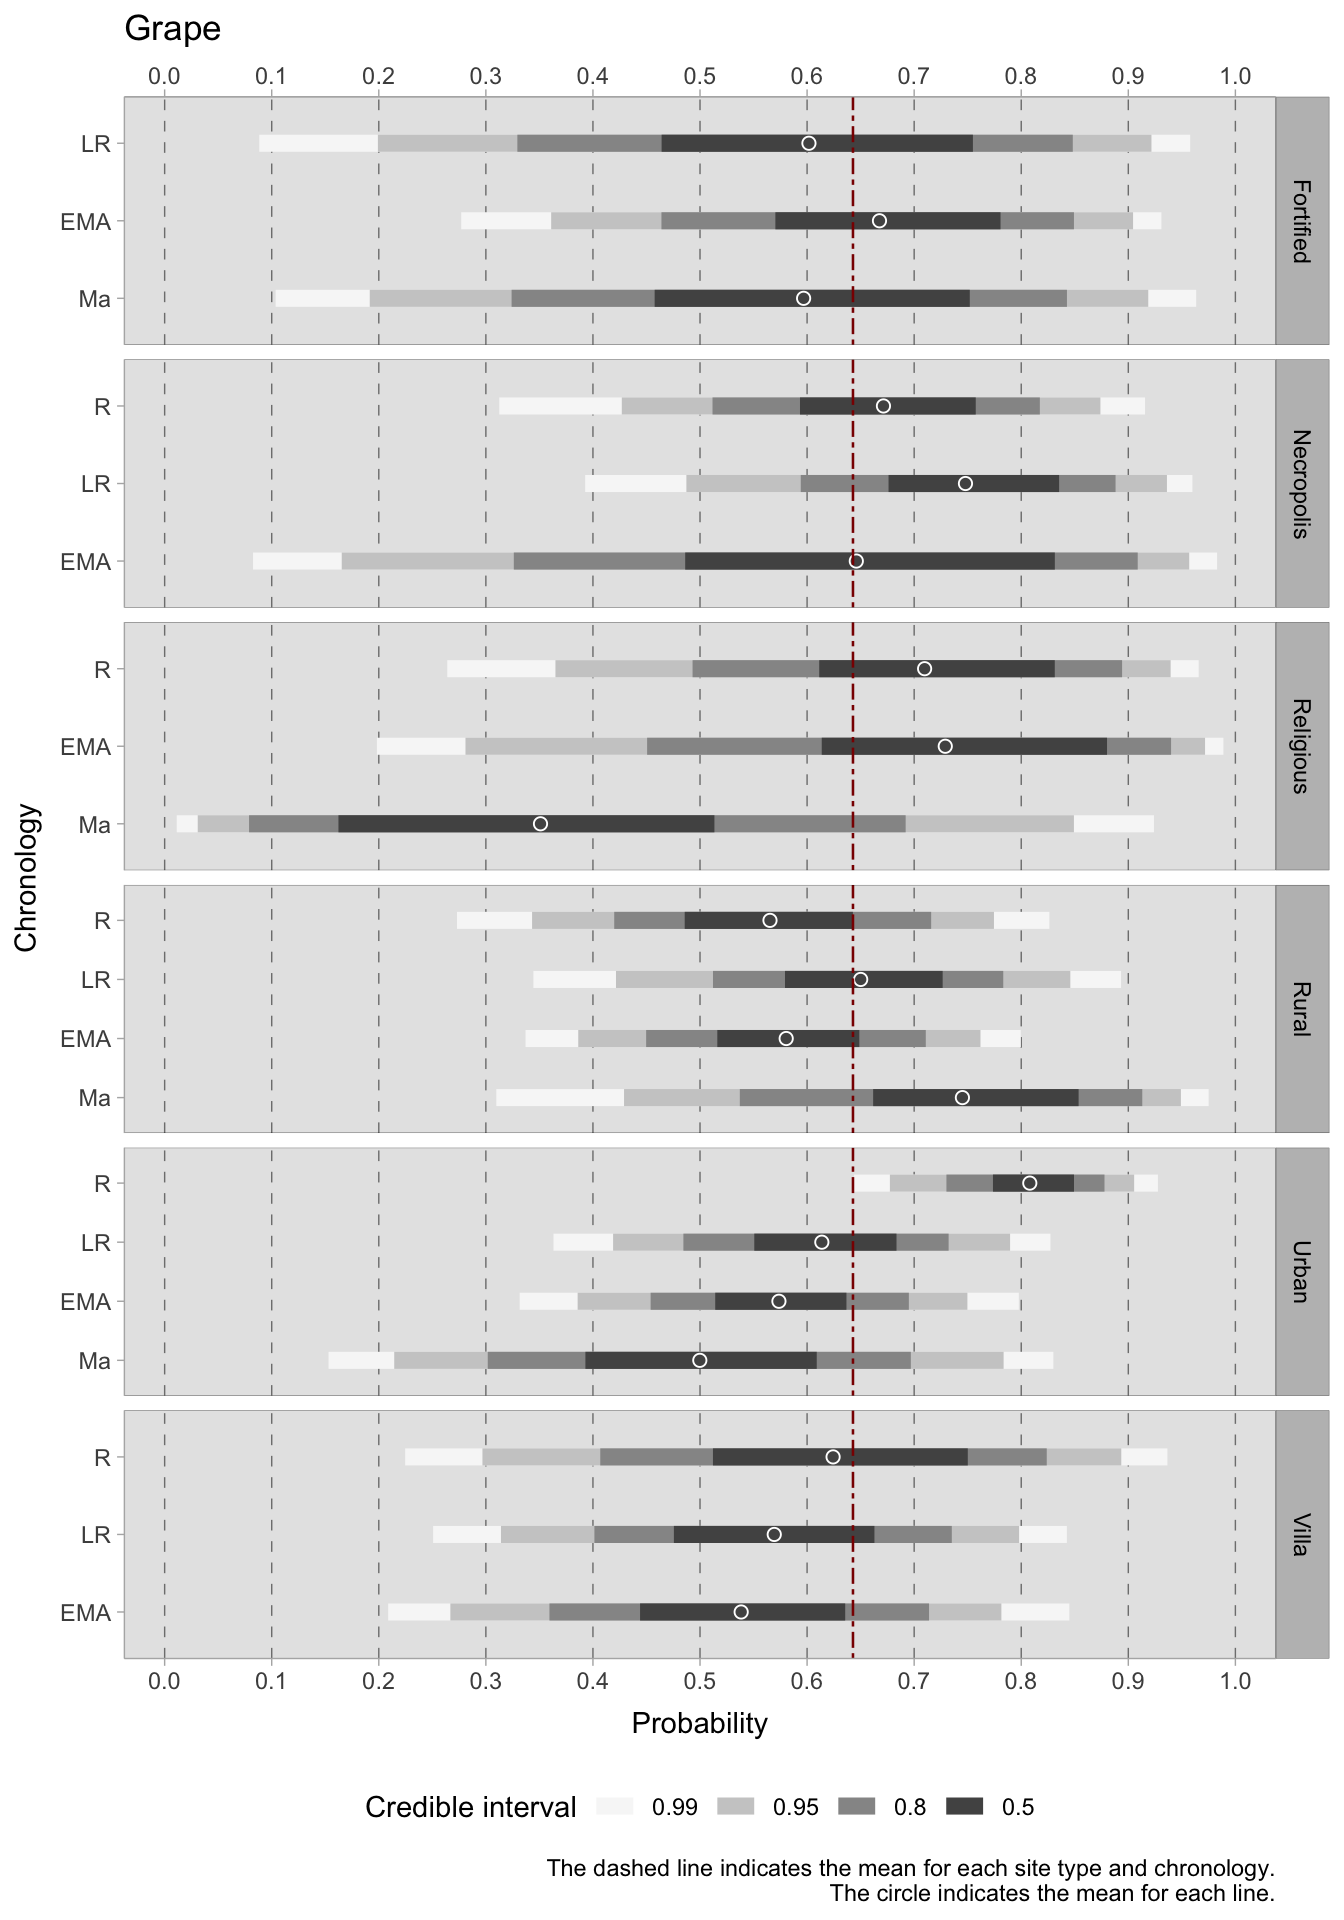 Grape
0.0 0.1 0.2 0.3 0.4 0.5 0.6 0.7 0.8 0.9 1.0
LR
EMA
Ma
Fortified
R
LR
EMA
Necropolis
R
EMA
Ma
Religious
R
LR
EMA
Ma
Rural
R
LR
EMA
Ma
Urban
R
LR
EMA
Villa
Chronology
0.0 0.1 0.2 0.3 0.4 0.5 0.6 0.7 0.8 0.9 1.0
Probability
Credible interval 0.99 0.95 0.8 0.5
The dashed line indicates the mean for each site type and chronology.
The circle indicates the mean for each line.